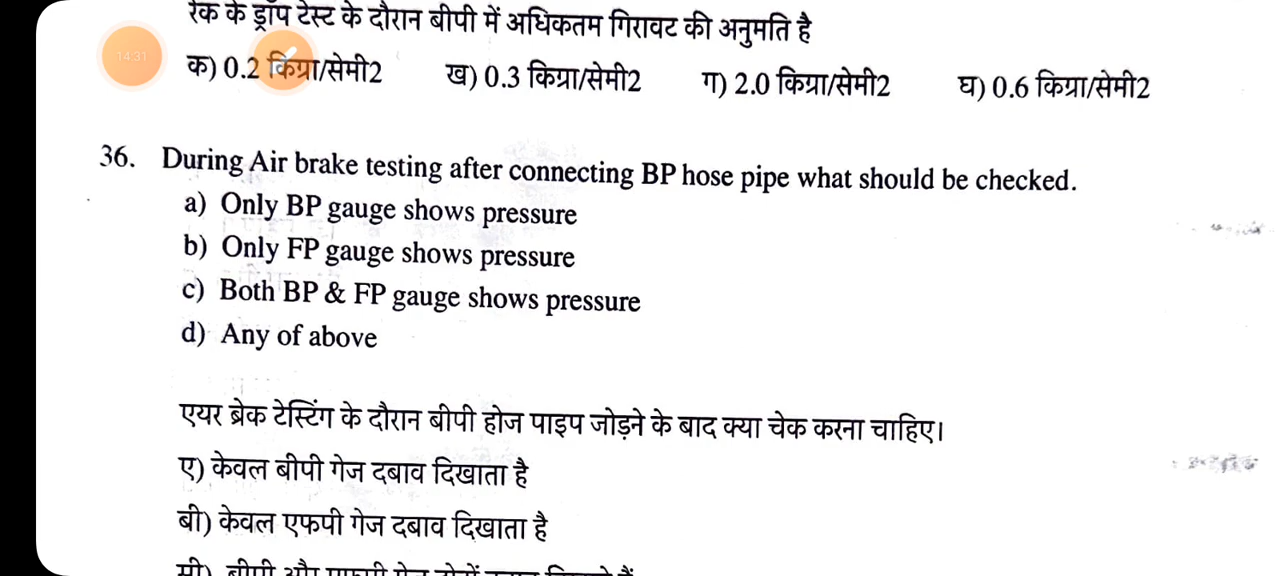 रेक के ड्रॉप टेस्ट के दौरान बीपी में अधिकतम गिरावट की अनुमति है
14:31
क) 0.2 किग्रा/सेमी2 ख) 0.3 किग्रा/सेमी2 ग) 2.0 किग्रा/सेमी2 घ) 0.6 किग्रा/सेमी2
36. During Air brake testing after connecting BP hose pipe what should be checked.
a) Only BP gauge shows pressure
b) Only FP gauge shows pressure
c) Both BP & FP gauge shows pressure
d) Any of above
एयर ब्रेक टेस्टिंग के दौरान बीपी होज पाइप जोड़ने के बाद क्या चेक करना चाहिए।
ए) केवल बीपी गेज दबाव दिखाता है
बी) केवल एफपी गेज दबाव दिखाता है